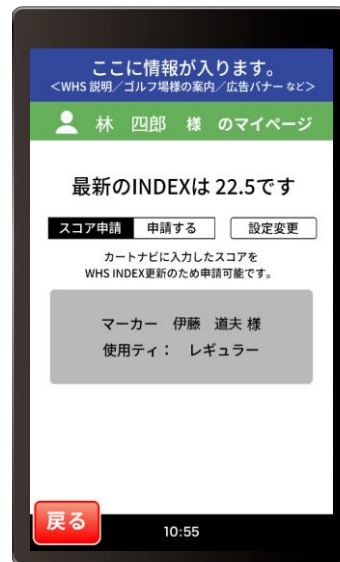 ここに情報が入ります。
<WHS 説明／ゴルフ場様の案内／広告バナー など>
林 四郎 様 のマイページ
最新のINDEXは 22.5です
スコア申請 申請する 設定変更
カートナビに入力したスコアを
WHS INDEX更新のため申請可能です。
マーカー 伊藤 道夫 様
使用ティ： レギュラー
戻る
10:55